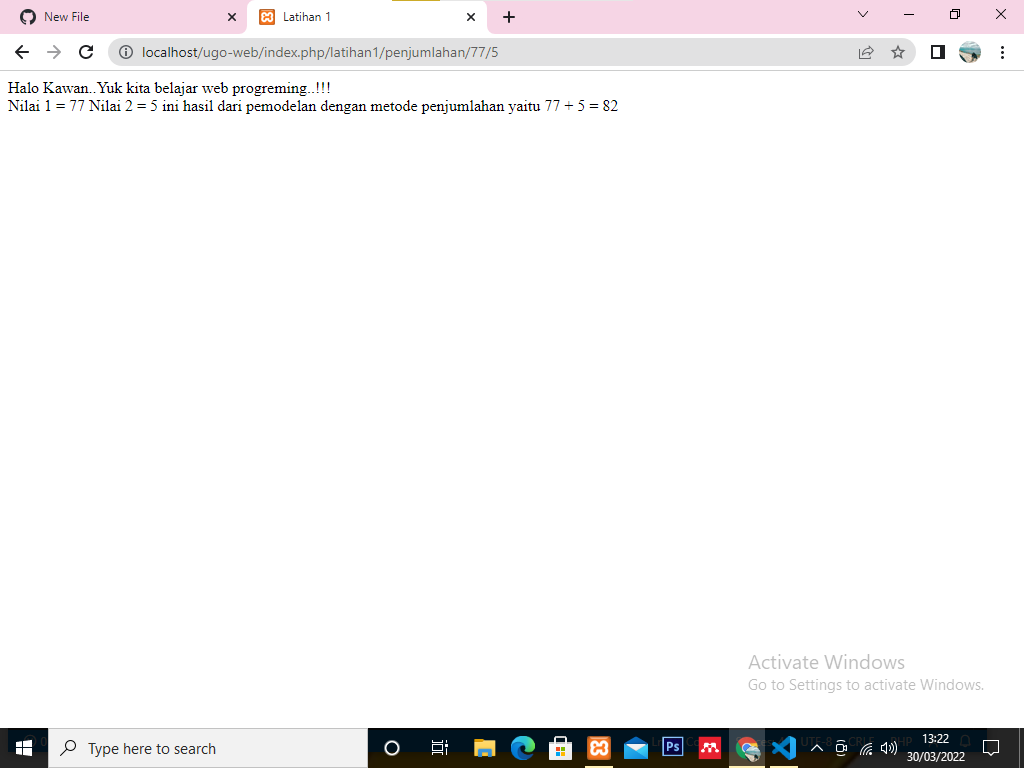 New File
Latihan 1
localhost/ugo-web/index.php/latihan1/penjumlahan/77/5
Halo Kawan..Yuk kita belajar web progreming..!!!
Nilai 1 = 77 Nilai 2 = 5 ini hasil dari pemodelan dengan metode penjumlahan yaitu 77 + 5 = 82
Activate Windows
Go to Settings to activate Windows.
Type here to search
Ps
13:22
30/03/2022